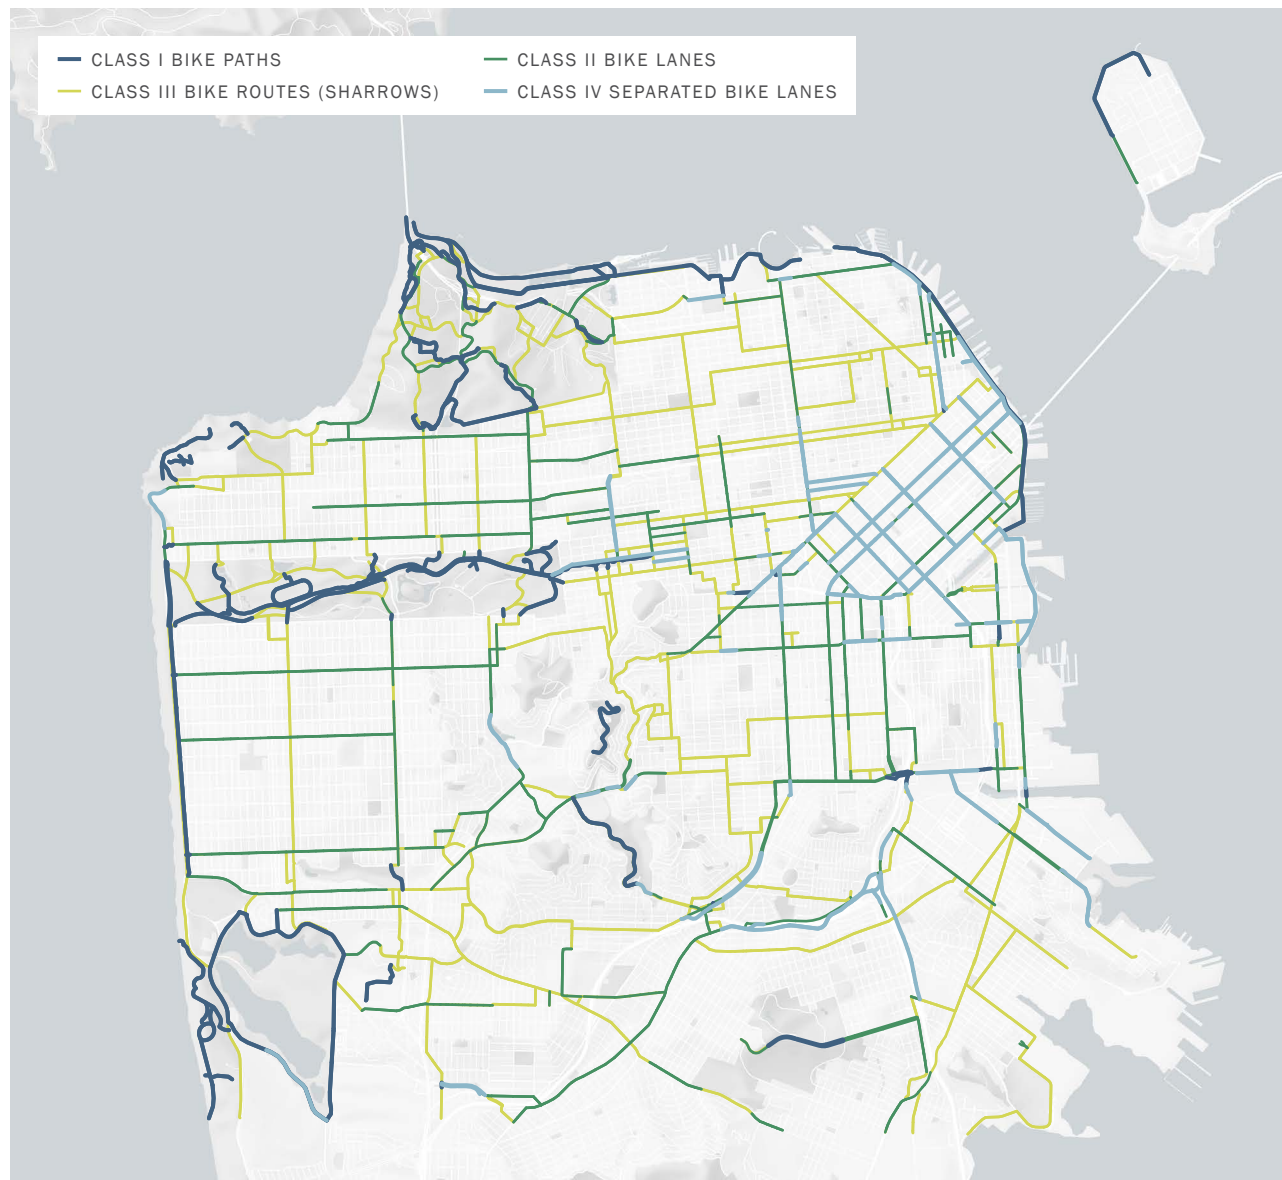 CLASS I BIKE PATHS
CLASS II BIKE LANES
CLASS III BIKE ROUTES (SHARROWS)
CLASS IV SEPARATED BIKE LANES